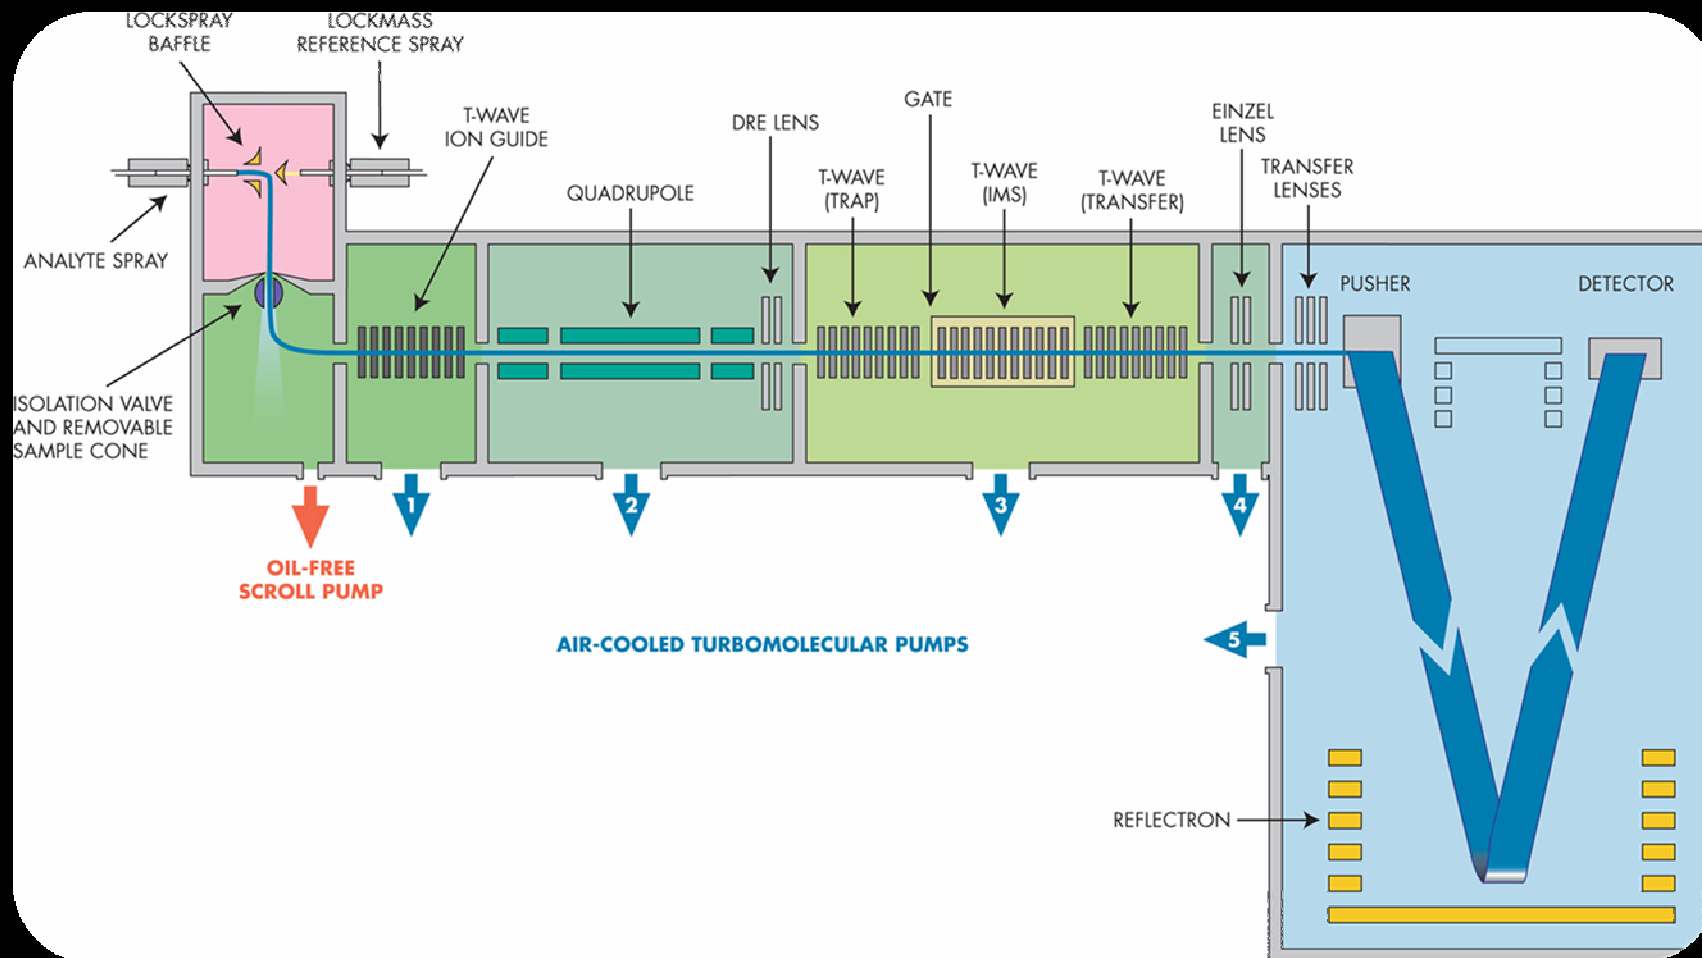 LOCKSPRAY
BAFFLE
LOCKMASS
REFERENCE SPRAY
T-WAVE
ION GUIDE
QUADRUPOLE
DRE LENS
T-WAVE
(TRAP)
GATE
T-WAVE
(IMS)
T-WAVE
(TRANSFER)
EINZEL
LENS
TRANSFER
LENSES
ANALYTE SPRAY
PUSHER
DETECTOR
ISOLATION VALVE
AND REMOVABLE
SAMPLE CONE
1
2
3
4
OIL-FREE
SCROLL PUMP
AIR-COOLED TURBOMOLECULAR PUMPS
5
REFLECTRON